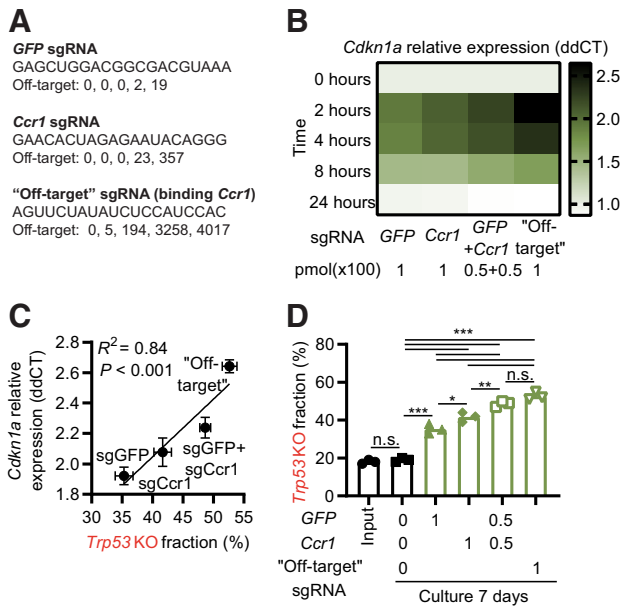 A
GFP sgRNA
GAGCUGGACGGCGACGUAAA
Off-target: 0, 0, 0, 2, 19
Ccr1 sgRNA
GAACACUAGAGAAUACAGGG
Off-target: 0, 0, 0, 23, 357
“Off-target” sgRNA (binding Ccr1)
AGUUCUAUAUCUCCAUCCAC
Off-target: 0, 5, 194, 3258, 4017
B
Cdkn1a relative expression (ddCT)
Time
0 hours
2 hours
4 hours
8 hours
24 hours
2.5
2.0
1.5
1.0
sgRNA GFP Ccr1 GFP +Ccr1 "Off-target"
pmol(x100) 1 1 0.5+0.5 1
C
Cdkn1a relative
expression (ddCT)
2.8
2.6
2.4
2.2
2.0
1.8
R² = 0.84
P < 0.001
"Off-
target"
sgGFP
sgCcr1
sgGFP+
sgCcr1
30 35 40 45 50 55
Trp53 KO fraction (%)
D
Trp53 KO
fraction (%)
80
60
40
20
0
***
n.s.
n.s.
***
*
**
Input
GFP 0 1 0.5
Ccr1 0 1 0.5
"Off-target" 0 1
sgRNA
Culture 7 days